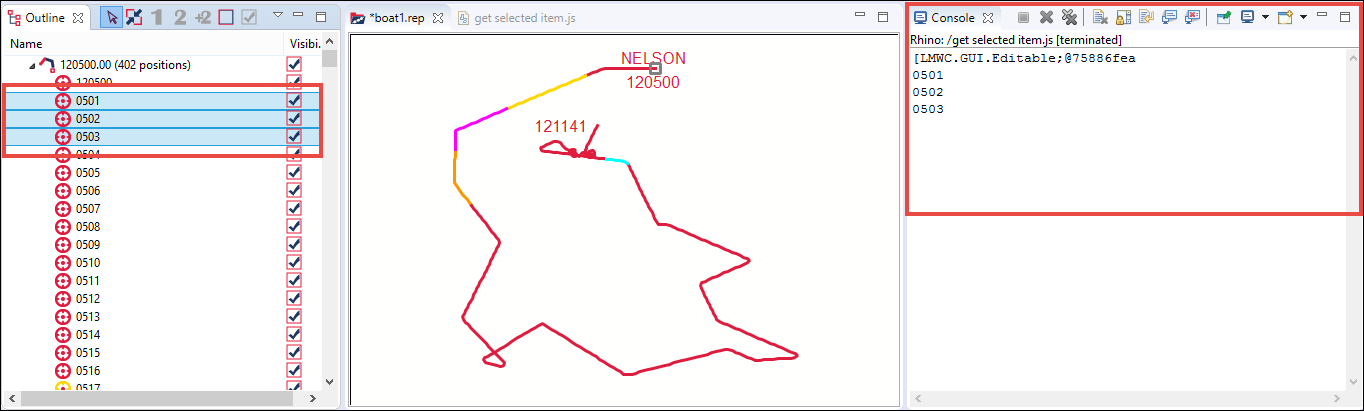 Outline
1 2 2
Name Visibi...
120500.00 (402 positions)
120500
0501
0502
0503
0504
0505
0506
0507
0508
0509
0510
0511
0512
0513
0514
0515
0516
0517
*boat1.rep
get selected item.js
NELSON
120500
121141
Console
Rhino: /get selected item.js [terminated]
[LMWC.GUI.Editable;@75886fea
0501
0502
0503